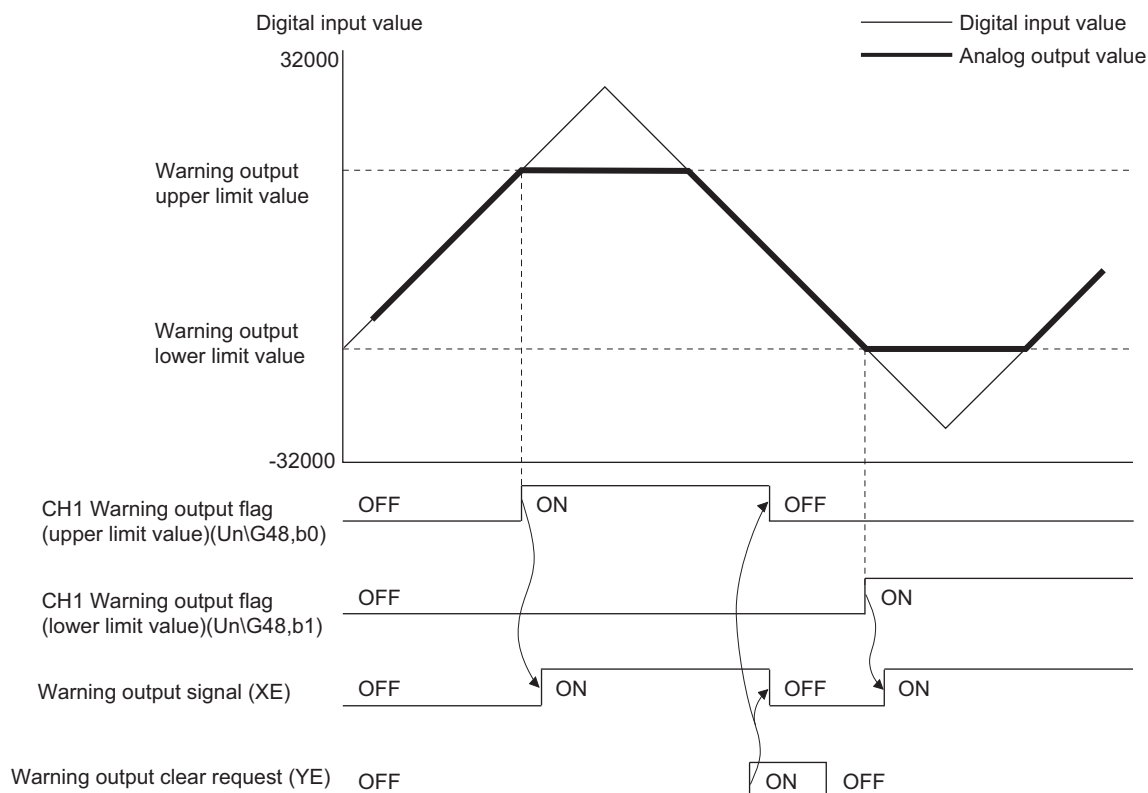 Digital input value
Digital input value
Analog output value
32000
Warning output
upper limit value
Warning output
lower limit value
-32000
CH1 Warning output flag
(upper limit value)(Un\G48,b0)
OFF
ON
OFF
CH1 Warning output flag
(lower limit value)(Un\G48,b1)
OFF
ON
Warning output signal (XE)
OFF
ON
OFF
ON
Warning output clear request (YE)
OFF
ON
OFF